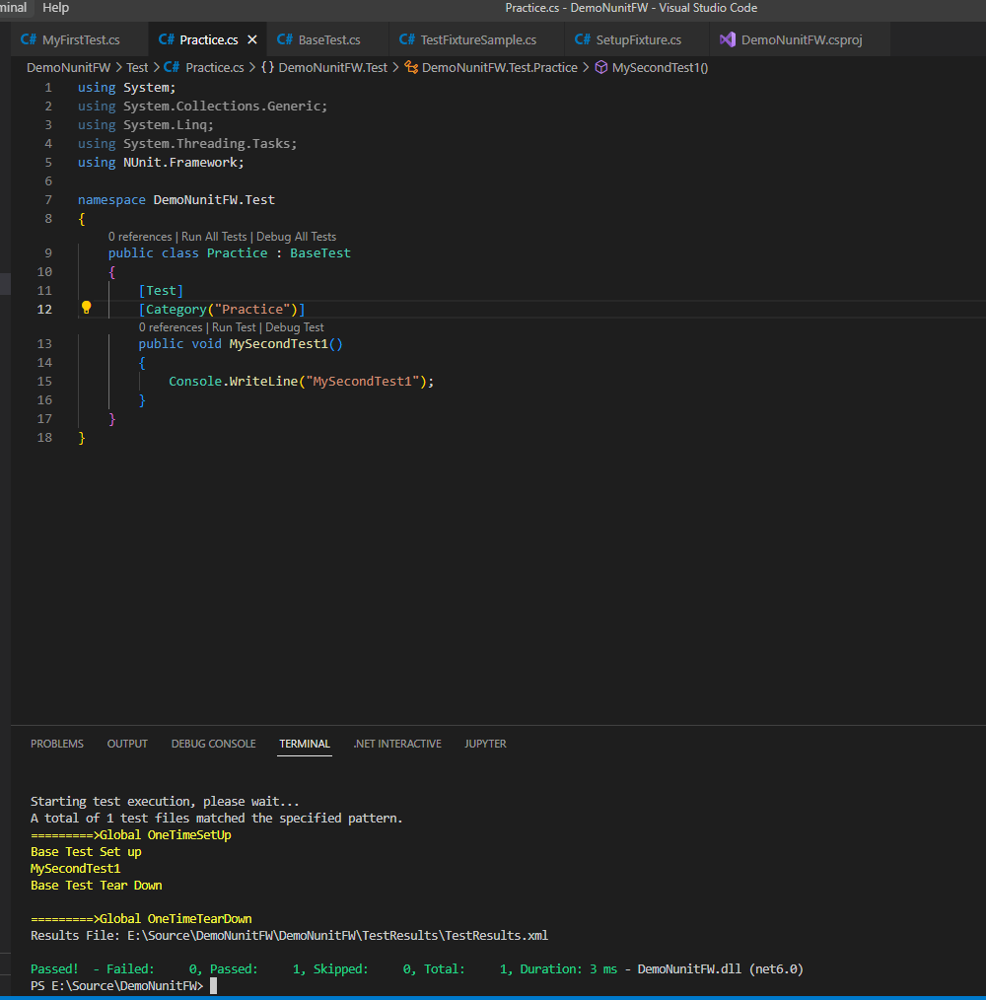 minal Help Practice.cs - DemoNunitFW - Visual Studio Code
C# MyFirstTest.cs C# Practice.cs × C# BaseTest.cs C# TestFixtureSample.cs C# SetupFixture.cs DemoNunitFW.csproj
DemoNunitFW > Test > C# Practice.cs > {} DemoNunitFW.Test > DemoNunitFW.Test.Practice > MySecondTest1()
1 using System;
2 using System.Collections.Generic;
3 using System.Linq;
4 using System.Threading.Tasks;
5 using NUnit.Framework;
6
7 namespace DemoNunitFW.Test
8 {
0 references | Run All Tests | Debug All Tests
9 public class Practice : BaseTest
10 {
11 [Test]
12 [Category("Practice")]
0 references | Run Test | Debug Test
13 public void MySecondTest1()
14 {
15 Console.WriteLine("MySecondTest1");
16 }
17 }
18 }
PROBLEMS OUTPUT DEBUG CONSOLE TERMINAL .NET INTERACTIVE JUPYTER
Starting test execution, please wait...
A total of 1 test files matched the specified pattern.
=========>Global OneTimeSetUp
Base Test Set up
MySecondTest1
Base Test Tear Down
=========>Global OneTimeTearDown
Results File: E:\Source\DemoNunitFW\DemoNunitFW\TestResults\TestResults.xml
Passed! - Failed: 0, Passed: 1, Skipped: 0, Total: 1, Duration: 3 ms - DemoNunitFW.dll (net6.0)
PS E:\Source\DemoNunitFW>